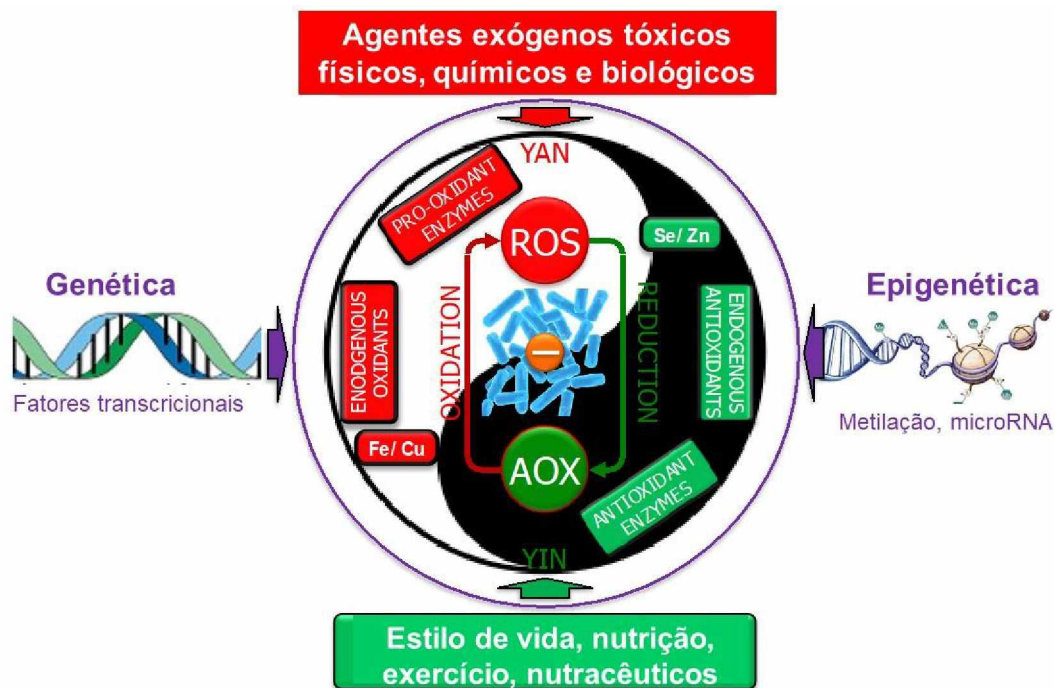 Agentes exógenos tóxicos
físicos, químicos e biológicos
YAN
PRO-OXIDANT
ENZYMES
ROS
Se/ Zn
Genética
Fatores transcricionais
ENODGENOUS
OXIDANTS
OXIDATION
REDUCTION
ENDOGENOUS
ANTIOXIDANTS
Epigenética
Metilação, microRNA
Fe/ Cu
AOX
ANTIOXIDANT
ENZYMES
YIN
Estilo de vida, nutrição,
exercício, nutracêuticos